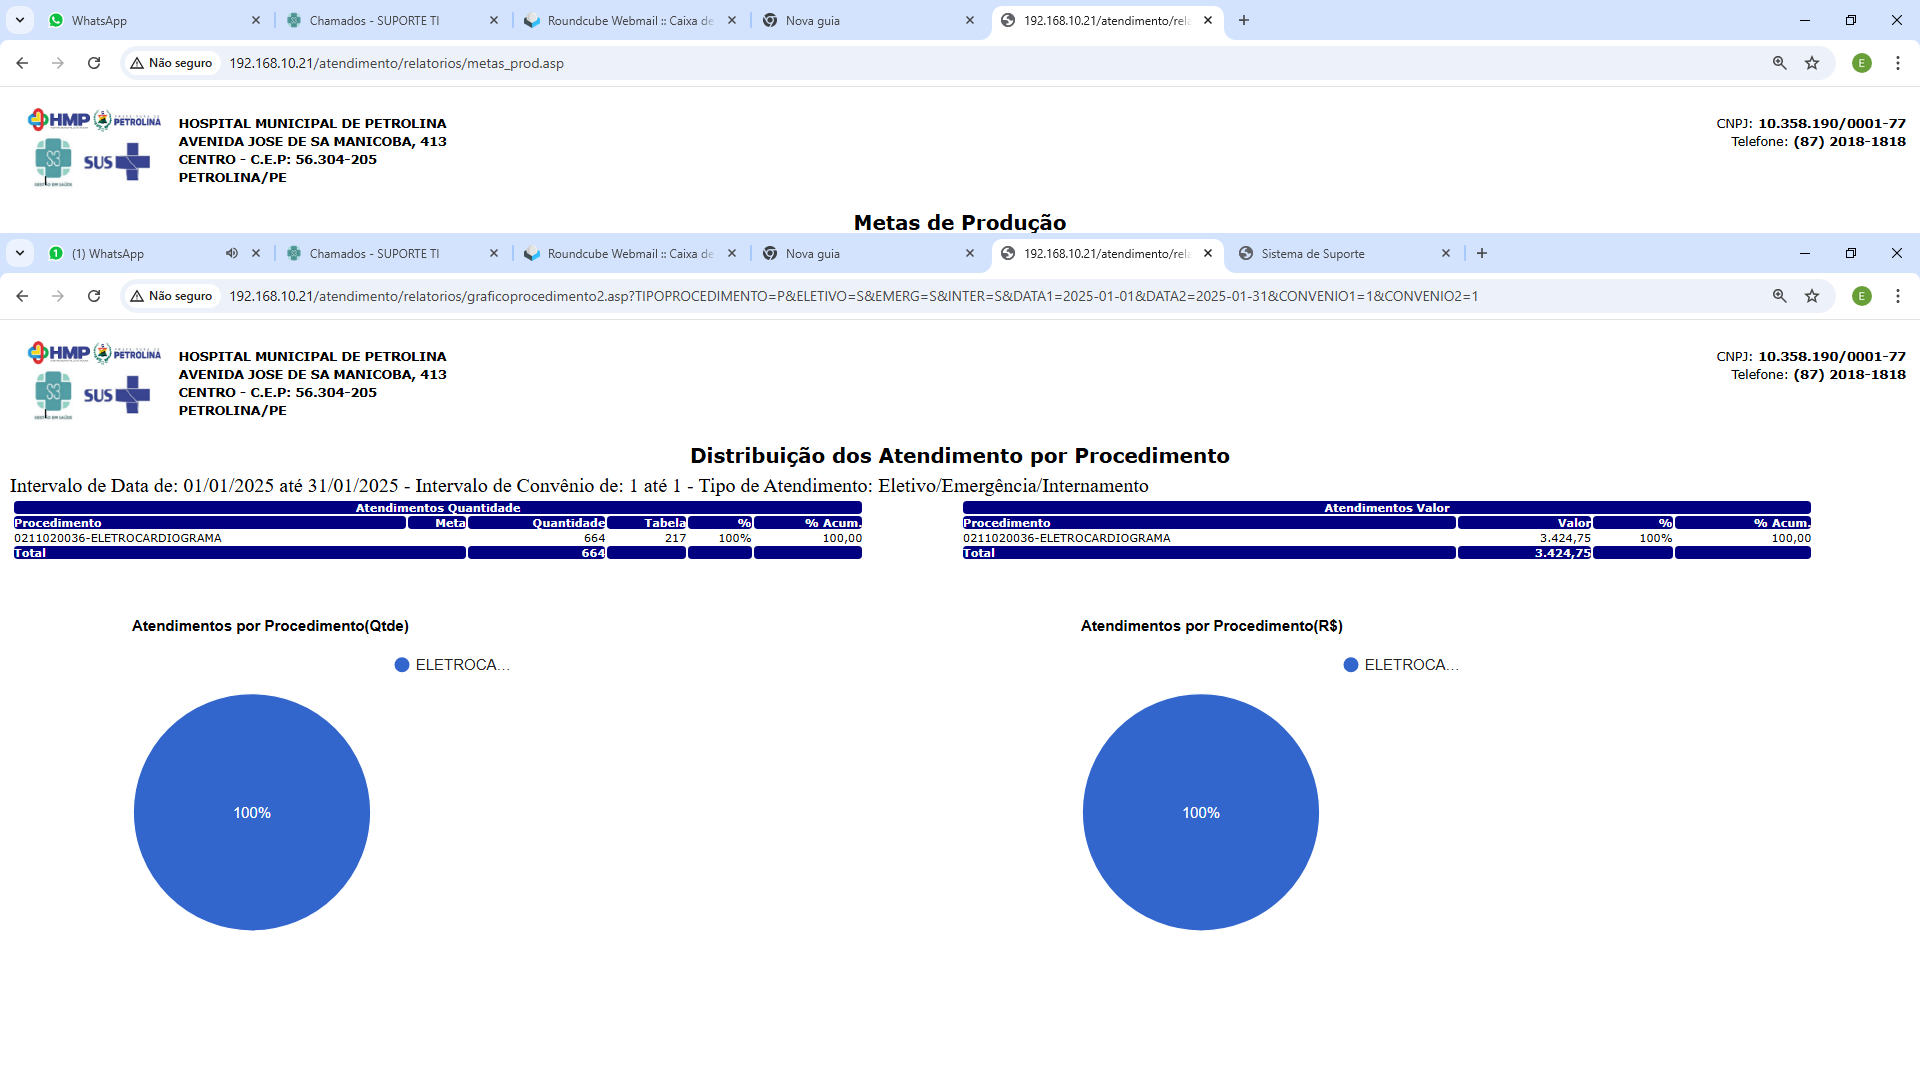 WhatsApp
Chamados - SUPORTE TI
Roundcube Webmail :: Caixa de
Nova guia
192.168.10.21/atendimento/rela
Não seguro
192.168.10.21/atendimento/relatorios/metas_prod.asp
E
HMP
PETROLINA
SUS
HOSPITAL MUNICIPAL DE PETROLINA
AVENIDA JOSE DE SA MANICOBA, 413
CENTRO - C.E.P: 56.304-205
PETROLINA/PE
CNPJ: 10.358.190/0001-77
Telefone: (87) 2018-1818
Metas de Produção
1 (1) WhatsApp
Chamados - SUPORTE TI
Roundcube Webmail :: Caixa de
Nova guia
192.168.10.21/atendimento/rela
Sistema de Suporte
Não seguro
192.168.10.21/atendimento/relatorios/graficoprocedimento2.asp?TIPOPROCEDIMENTO=P&ELETIVO=S&EMERG=S&INTER=S&DATA1=2025-01-01&DATA2=2025-01-31&CONVENIO1=1&CONVENIO2=1
E
HMP
PETROLINA
SUS
HOSPITAL MUNICIPAL DE PETROLINA
AVENIDA JOSE DE SA MANICOBA, 413
CENTRO - C.E.P: 56.304-205
PETROLINA/PE
CNPJ: 10.358.190/0001-77
Telefone: (87) 2018-1818
Distribuição dos Atendimento por Procedimento
Intervalo de Data de: 01/01/2025 até 31/01/2025 - Intervalo de Convênio de: 1 até 1 - Tipo de Atendimento: Eletivo/Emergência/Internamento
Atendimentos Quantidade
Procedimento Meta Quantidade Tabela % % Acum.
0211020036-ELETROCARDIOGRAMA 664 217 100% 100,00
Total 664
Atendimentos Valor
Procedimento Valor % % Acum.
0211020036-ELETROCARDIOGRAMA 3.424,75 100% 100,00
Total 3.424,75
Atendimentos por Procedimento(Qtde)
ELETROCA...
100%
Atendimentos por Procedimento(R$)
ELETROCA...
100%